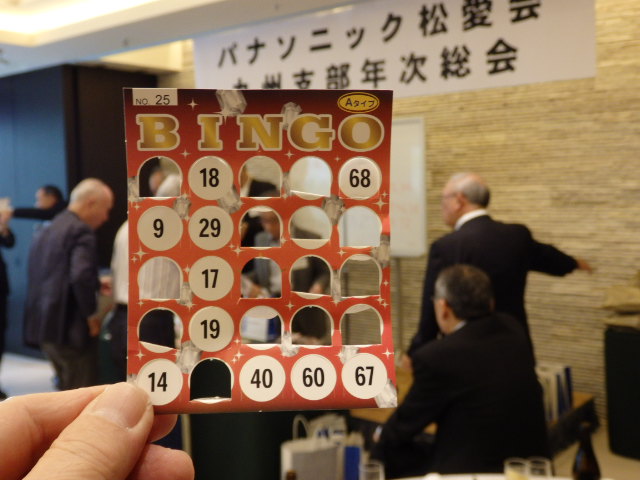 パナソニック松愛会
九州支部年次総会
NO. 25
Aタイプ
BINGO
18 68
9 29
17
19
14 40 60 67